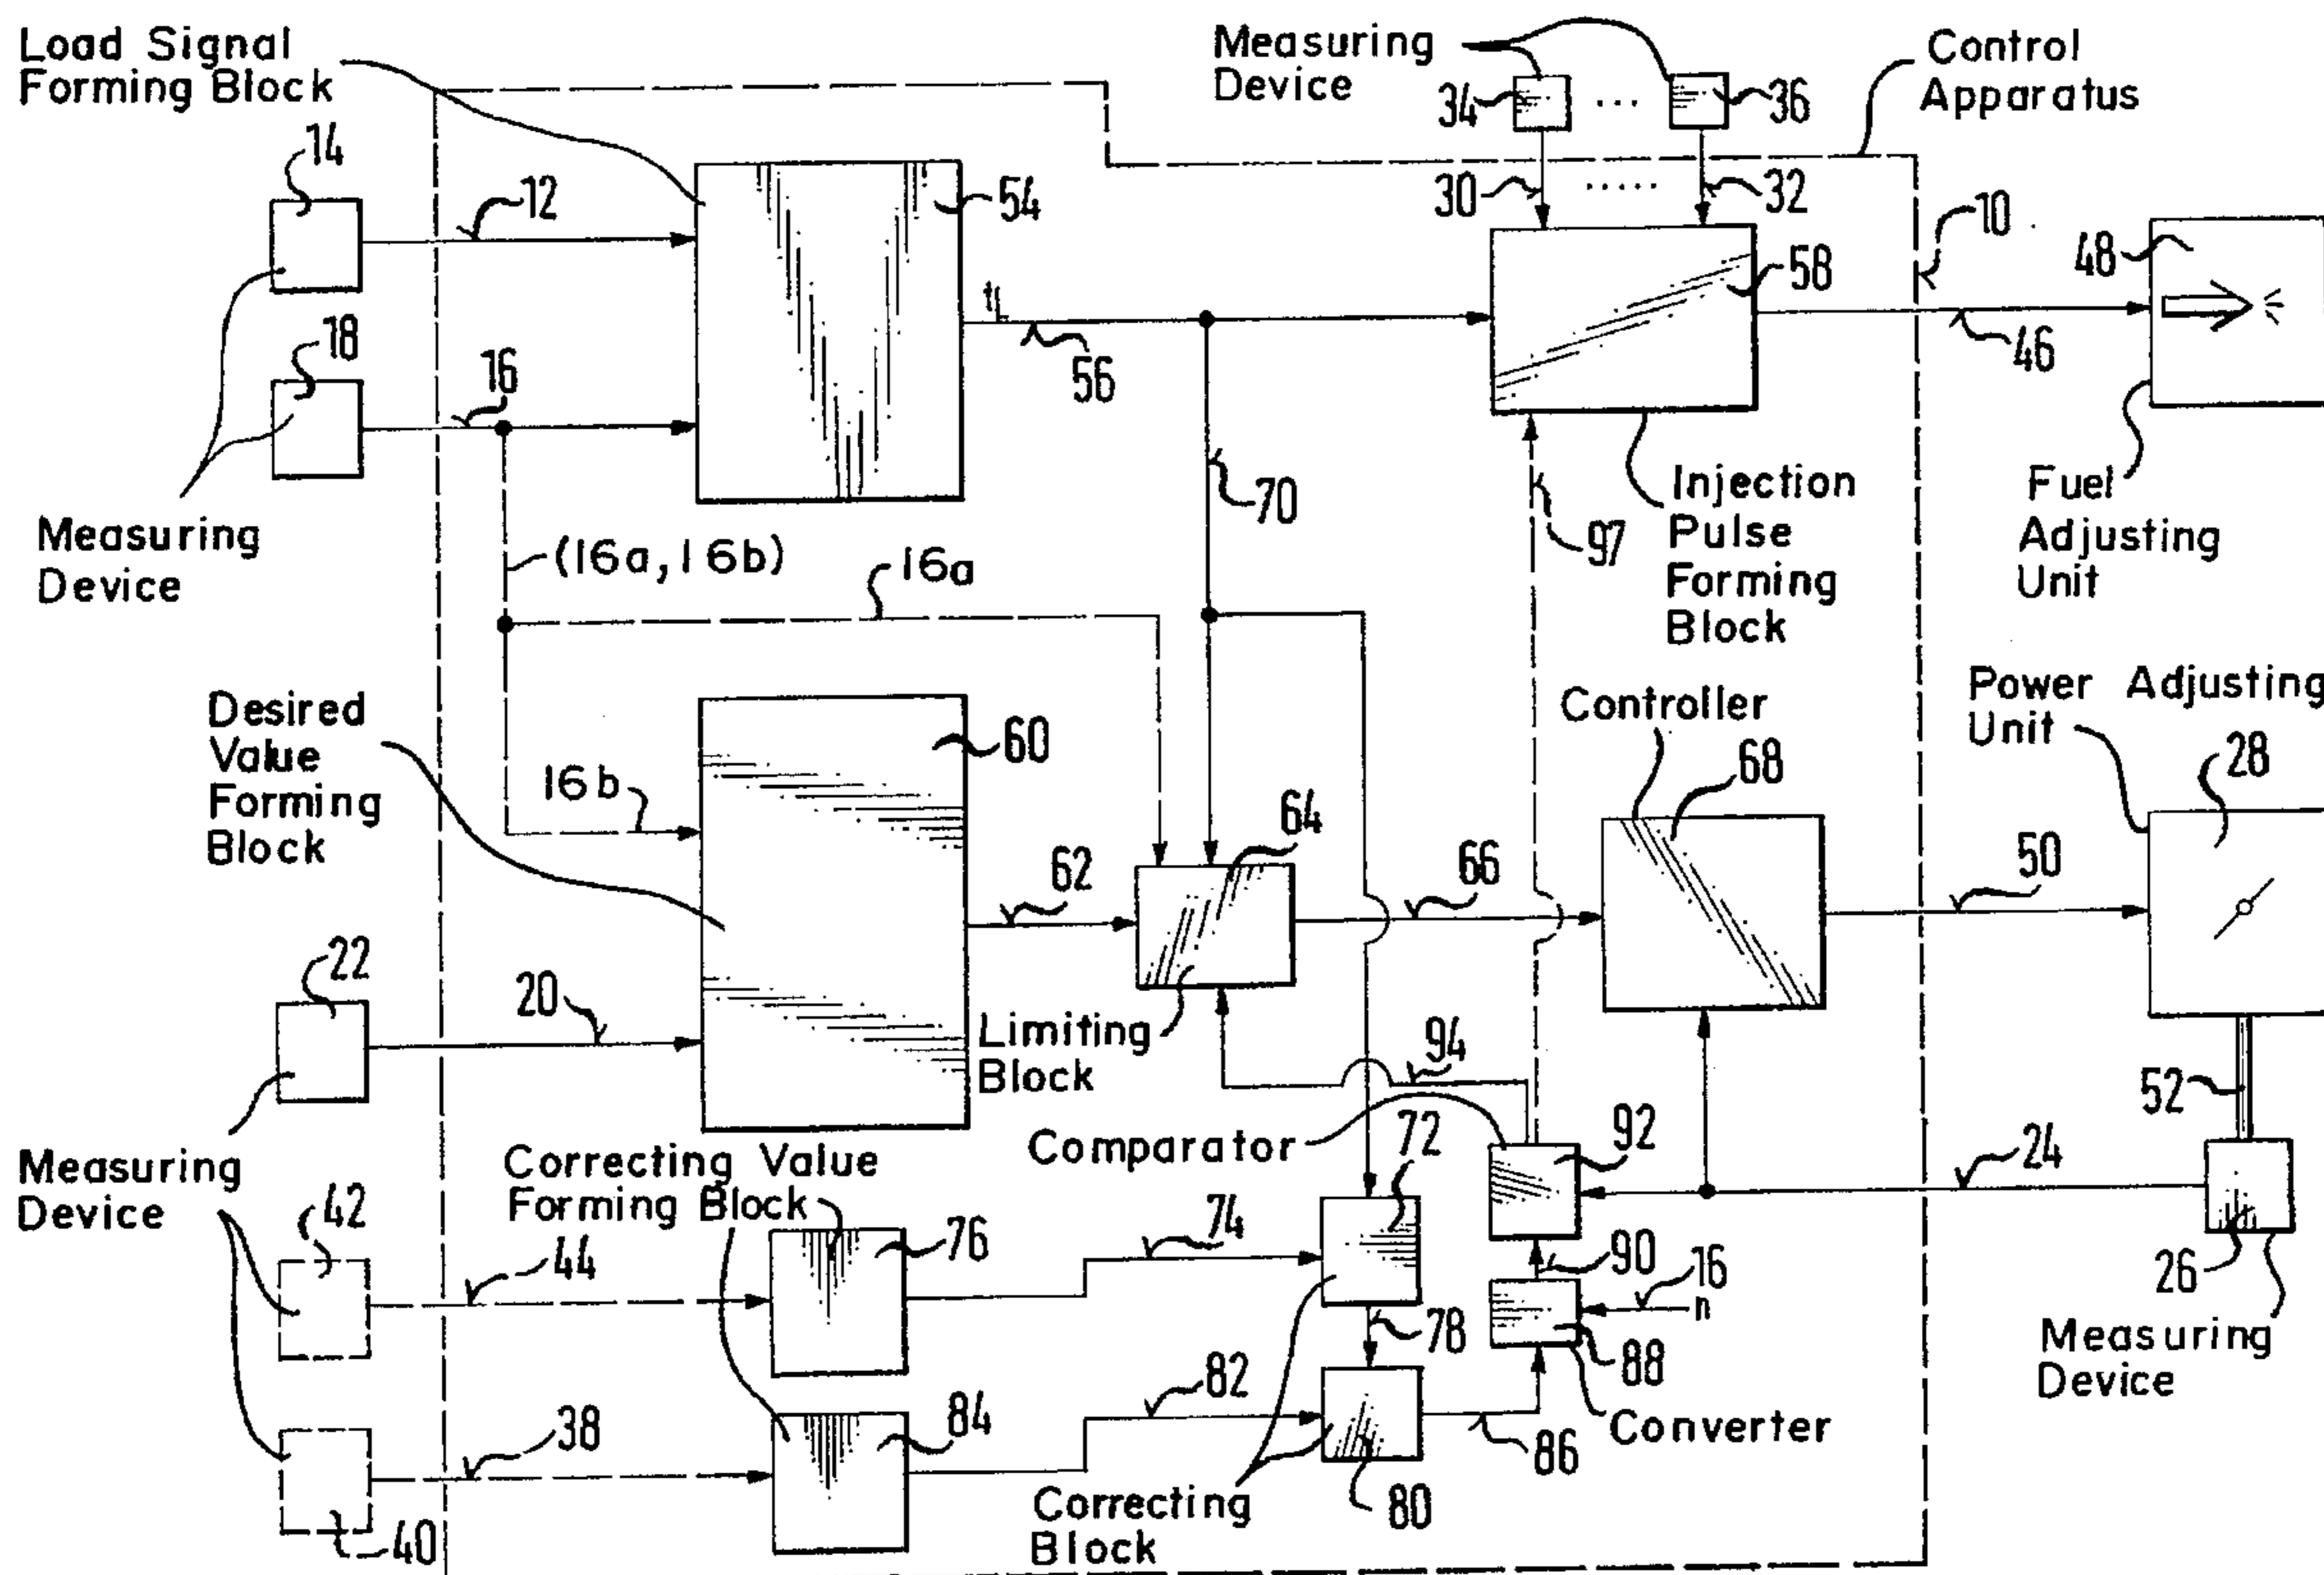 Load Signal
Forming Block
Measuring
Device
34
...
36
Control
Apparatus
14
12
54
30
.....
32
10
18
16
tL
56
58
48
46
Measuring
Device
(16a, 16b)
16a
70
97
Injection
Pulse
Forming
Block
Fuel
Adjusting
Unit
Desired
Value
Forming
Block
16b
60
64
Controller
68
Power Adjusting
Unit
28
62
66
50
22
20
Limiting
Block
94
52
Measuring
Device
Correcting Value
Forming Block
Comparator
72
92
24
42
44
76
74
90
16
n
26
78
88
Measuring
Device
38
84
82
86
Converter
40
Correcting
Block
80